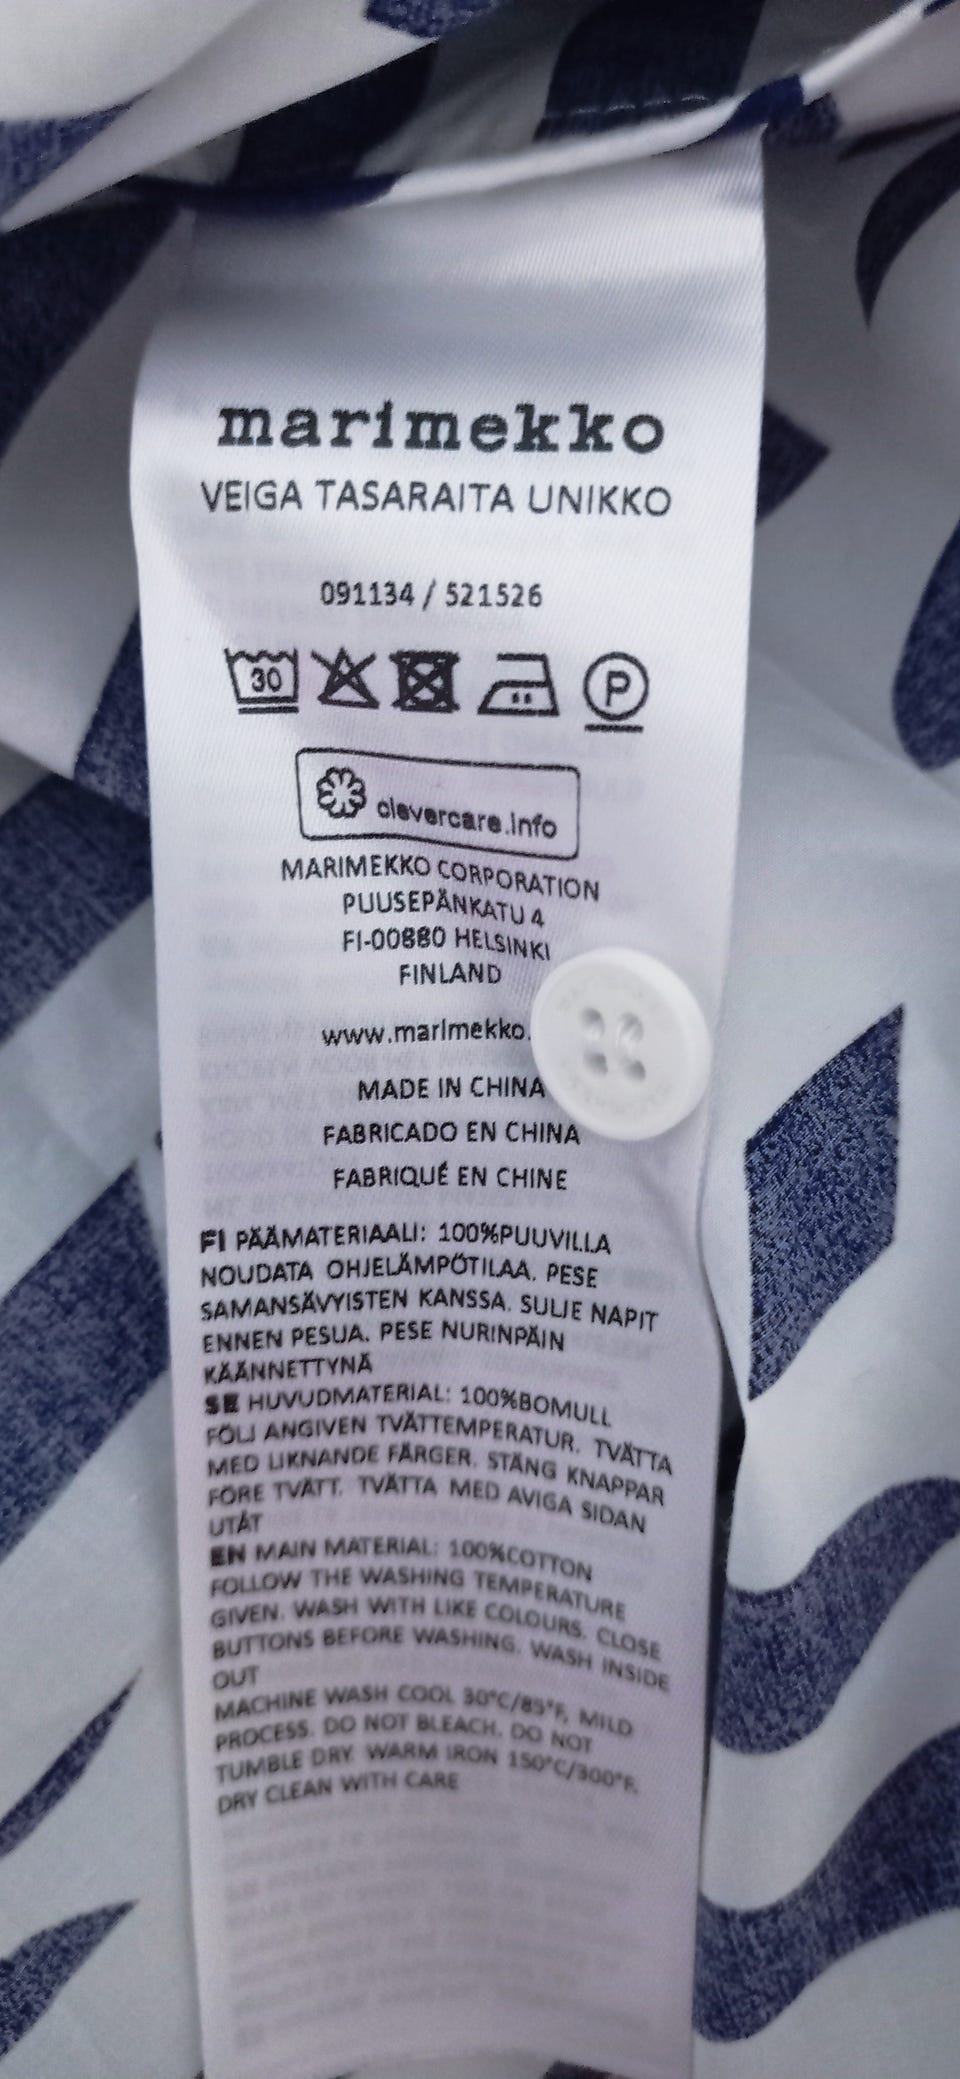 marimekko
VEIGA TASARAITA UNIKKO
091134 / 521526
30
P
clevercare.info
MARIMEKKO CORPORATION
PUUSEPÄNKATU 4
FI-00880 HELSINKI
FINLAND
www.marimekko.
MADE IN CHINA
FABRICADO EN CHINA
FABRIQUÉ EN CHINE
FI PÄÄMATERIAALI: 100%PUUVILLA
NOUDATA OHJELÄMPÖTILAA. PESE
SAMANSÄVYISTEN KANSSA. SULJE NAPIT
ENNEN PESUA. PESE NURINPÄIN
KÄÄNNETTYNÄ
SE HUVUDMATERIAL: 100%BOMULL
FÖLJ ANGIVEN TVÄTTEMPERATUR. TVÄTTA
MED LIKNANDE FÄRGER. STÄNG KNAPPAR
FÖRE TVÄTT. TVÄTTA MED AVIGA SIDAN
UTÅT
EN MAIN MATERIAL: 100%COTTON
FOLLOW THE WASHING TEMPERATURE
GIVEN. WASH WITH LIKE COLOURS. CLOSE
BUTTONS BEFORE WASHING. WASH INSIDE
OUT
MACHINE WASH COOL 30°C/85°F, MILD
PROCESS. DO NOT BLEACH. DO NOT
TUMBLE DRY. WARM IRON 150°C/300°F.
DRY CLEAN WITH CARE